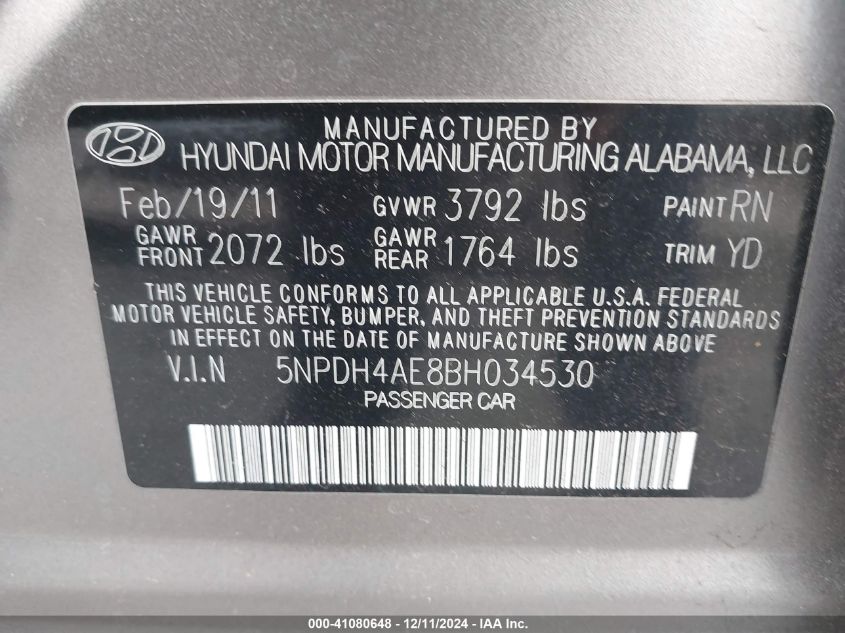 MANUFACTURED BY
HYUNDAI MOTOR MANUFACTURING ALABAMA, LLC
Feb/19/11 GVWR 3792 lbs PAINT RN
GAWR FRONT 2072 lbs GAWR REAR 1764 lbs TRIM YD
THIS VEHICLE CONFORMS TO ALL APPLICABLE U.S.A. FEDERAL
MOTOR VEHICLE SAFETY, BUMPER, AND THEFT PREVENTION STANDARDS
IN EFFECT ON THE DATE OF MANUFACTURE SHOWN ABOVE
V.I.N 5NPDH4AE8BH034530
PASSENGER CAR
000-41080648 - 12/11/2024 - IAA Inc.